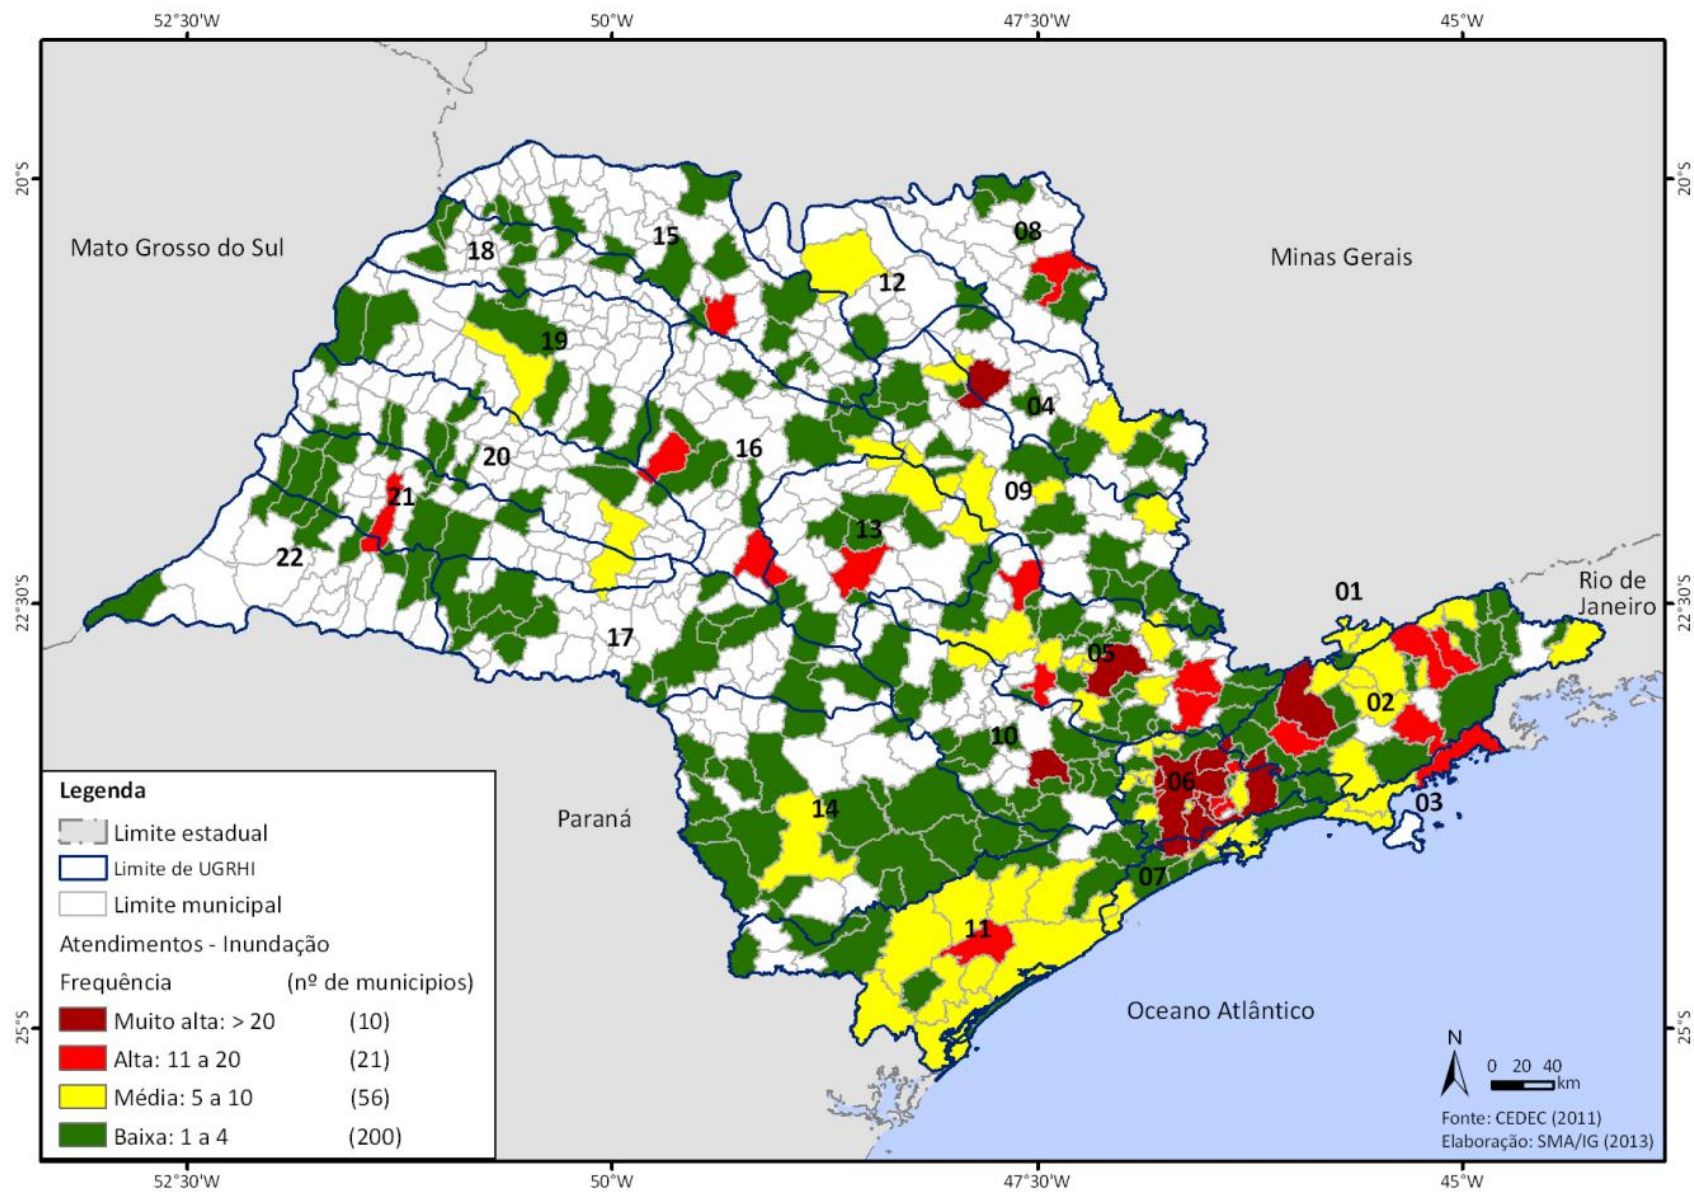 52°30'W 50°W 47°30'W 45°W
20°S 20°S
Mato Grosso do Sul
Minas Gerais
15
08
18
12
19
04
16
20
09
21
13
22
22°30'S 22°30'S
01
Rio de
Janeiro
17
05
02
10
06
03
14
Paraná
07
11
Oceano Atlântico
25°S 25°S
Legenda
Limite estadual
Limite de UGRHI
Limite municipal
Atendimentos - Inundação
Frequência (nº de municipios)
Muito alta: > 20 (10)
Alta: 11 a 20 (21)
Média: 5 a 10 (56)
Baixa: 1 a 4 (200)
N
0 20 40
km
Fonte: CEDEC (2011)
Elaboração: SMA/IG (2013)
52°30'W 50°W 47°30'W 45°W